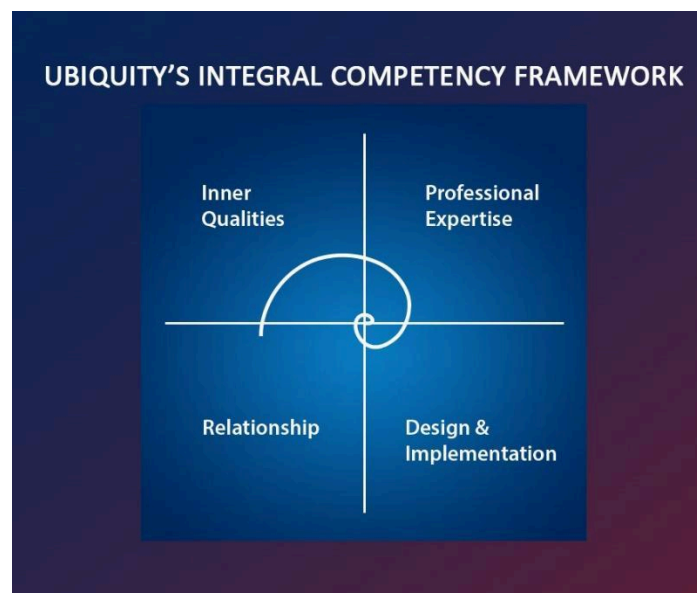 UBIQUITY’S INTEGRAL COMPETENCY FRAMEWORK
Inner
Qualities
Professional
Expertise
Relationship
Design &
Implementation